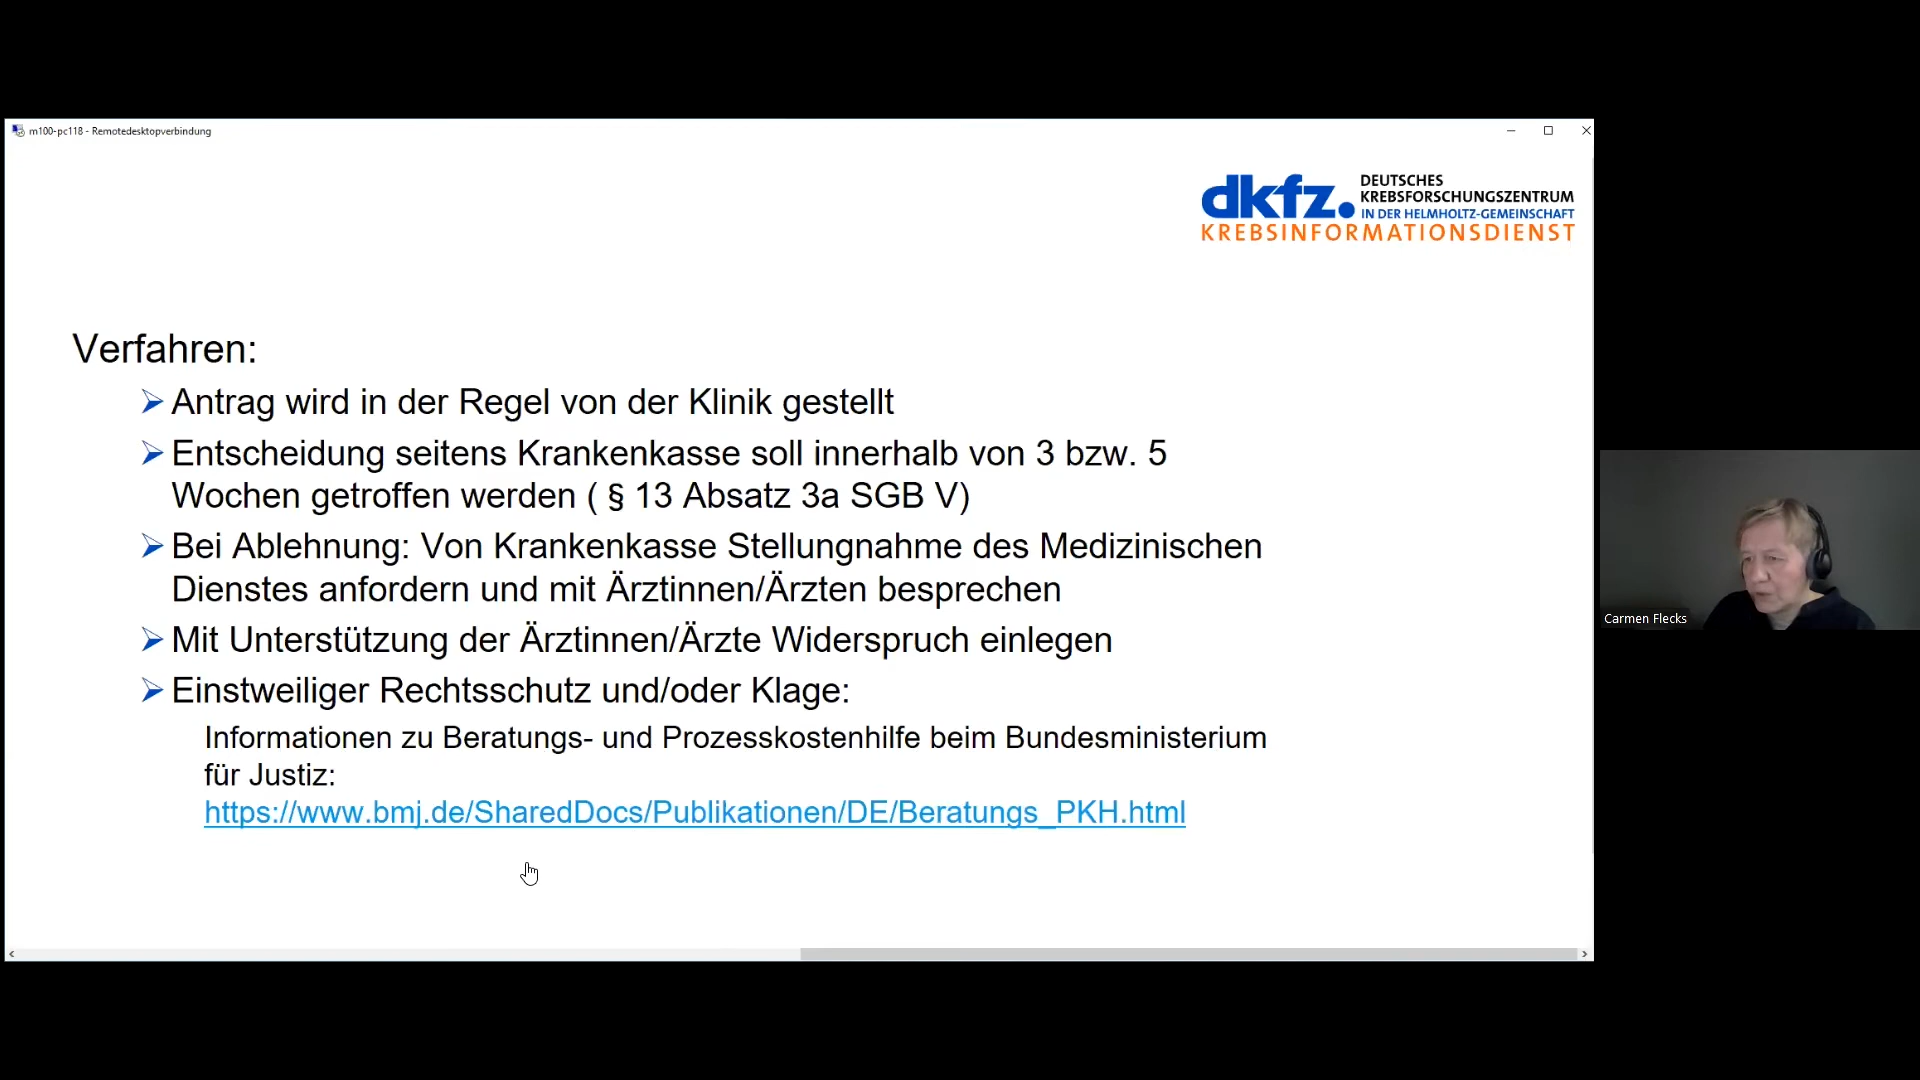 m100-pc118 - Remotedesktopverbindung
dkfz. DEUTSCHES
KREBSFORSCHUNGSZENTRUM
IN DER HELMHOLTZ-GEMEINSCHAFT
KREBSINFORMATIONSDIENST
Verfahren:
Antrag wird in der Regel von der Klinik gestellt
Entscheidung seitens Krankenkasse soll innerhalb von 3 bzw. 5
Wochen getroffen werden ( § 13 Absatz 3a SGB V)
Bei Ablehnung: Von Krankenkasse Stellungnahme des Medizinischen
Dienstes anfordern und mit Ärztinnen/Ärzten besprechen
Mit Unterstützung der Ärztinnen/Ärzte Widerspruch einlegen
Einstweiliger Rechtsschutz und/oder Klage:
Informationen zu Beratungs- und Prozesskostenhilfe beim Bundesministerium
für Justiz:
https://www.bmj.de/SharedDocs/Publikationen/DE/Beratungs_PKH.html
Carmen Flecks